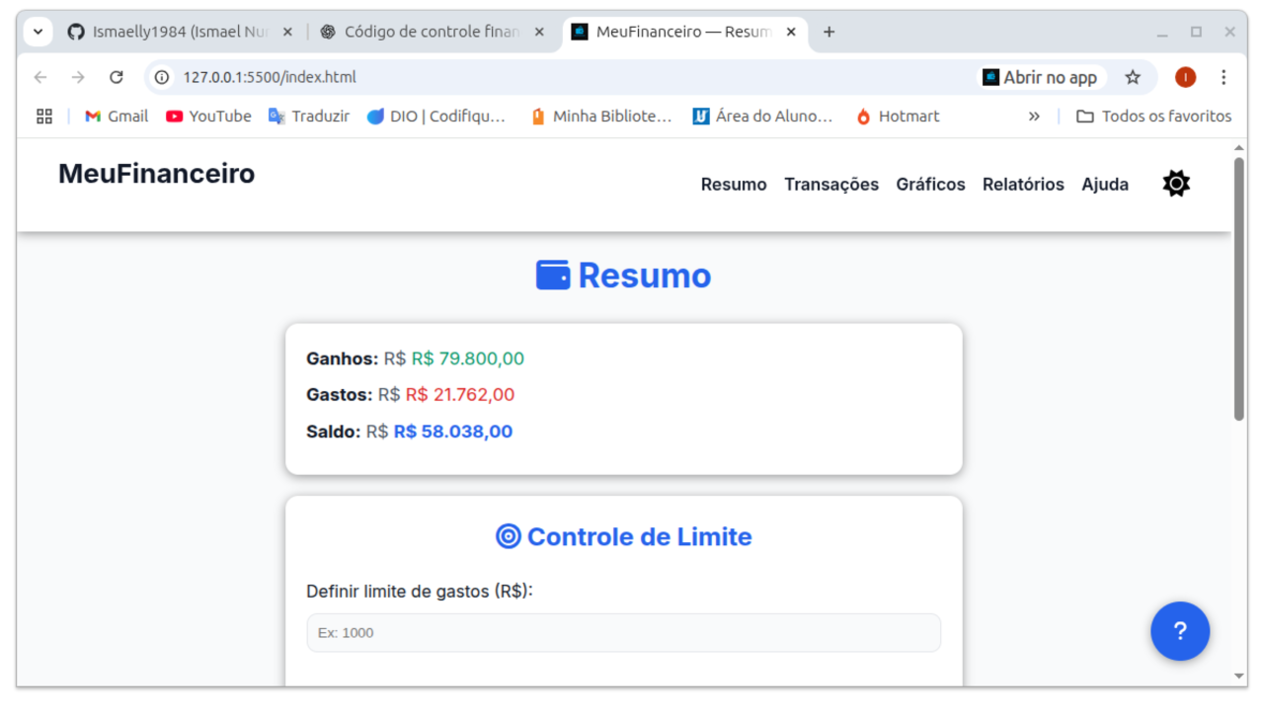 Ismaelly1984 (Ismael Nur
Código de controle finan
MeuFinanceiro — Resum
127.0.0.1:5500/index.html
Abrir no app
I
Gmail
YouTube
Traduzir
DIO | Codifiqu...
Minha Bibliote...
Área do Aluno...
Hotmart
»
Todos os favoritos
MeuFinanceiro
Resumo Transações Gráficos Relatórios Ajuda
Resumo
Ganhos: R$ R$ 79.800,00
Gastos: R$ R$ 21.762,00
Saldo: R$ R$ 58.038,00
Controle de Limite
Definir limite de gastos (R$):
Ex: 1000
?